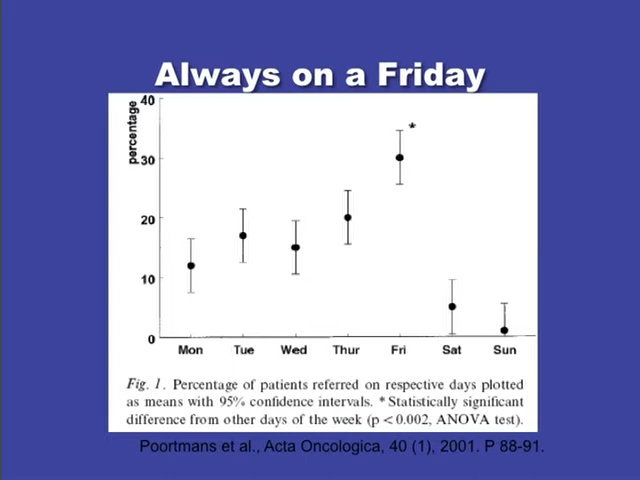 Always on a Friday
percentage
40
30
20
10
0
*
Mon Tue Wed Thur Fri Sat Sun
Fig. 1. Percentage of patients referred on respective days plotted
as means with 95% confidence intervals. *Statistically significant
difference from other days of the week (p < 0.002, ANOVA test).
Poortmans et al., Acta Oncologica, 40 (1), 2001. P 88-91.